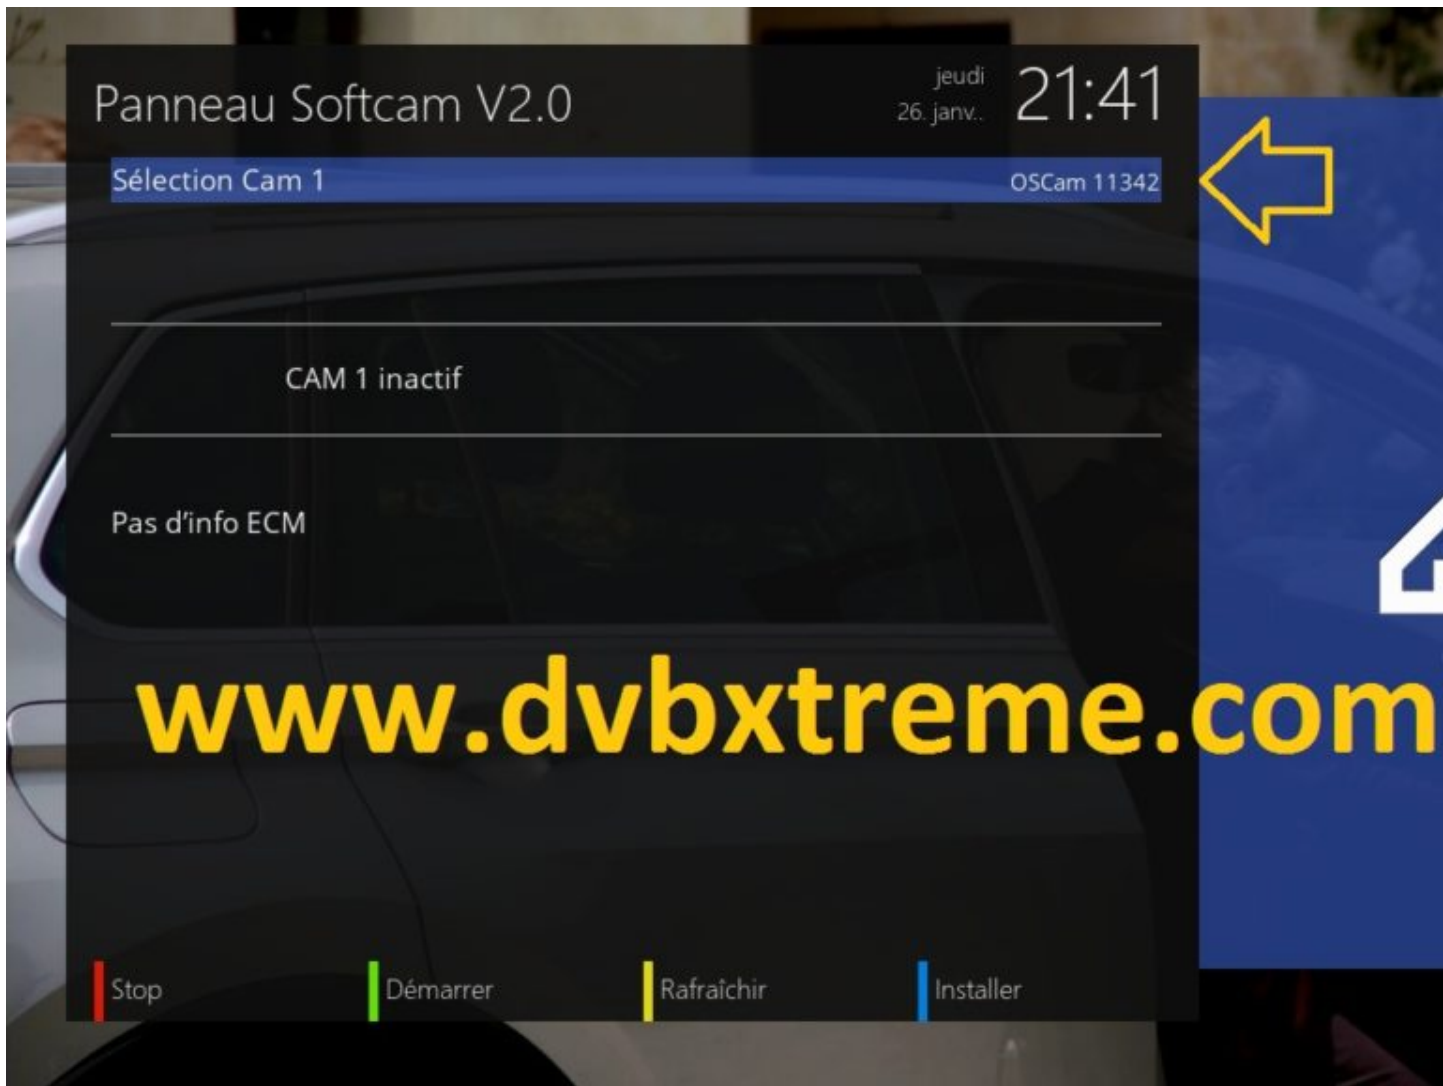 Panneau Softcam V2.0
jeudi
26. janv..
21:41
Sélection Cam 1 OSCam 11342
CAM 1 inactif
Pas d'info ECM
www.dvbxtreme.com
Stop Démarrer Rafraîchir Installer